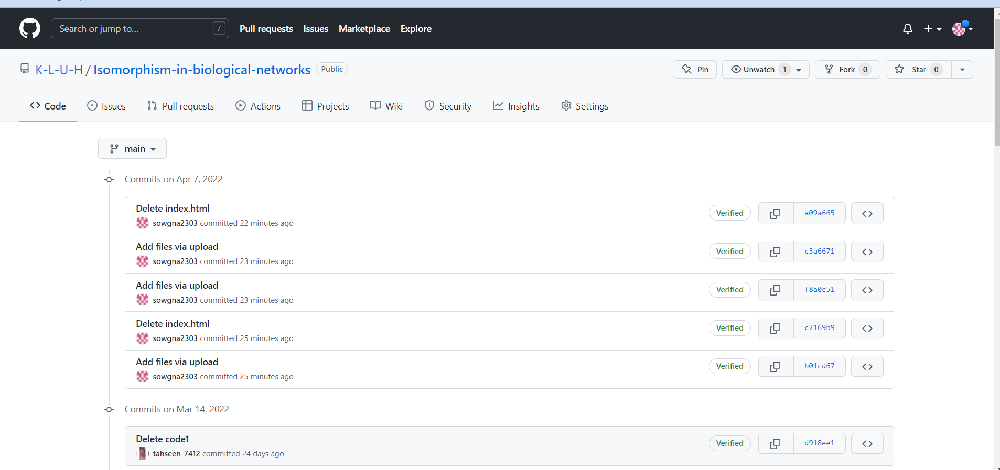 Search or jump to... /
Pull requests Issues Marketplace Explore
K-L-U-H / Isomorphism-in-biological-networks Public
Pin Unwatch 1 Fork 0 Star 0
<> Code Issues Pull requests Actions Projects Wiki Security Insights Settings
main
Commits on Apr 7, 2022
Delete index.html
sowgna2303 committed 22 minutes ago
Verified a09a665 <>
Add files via upload
sowgna2303 committed 23 minutes ago
Verified c3a6671 <>
Add files via upload
sowgna2303 committed 23 minutes ago
Verified f8a0c51 <>
Delete index.html
sowgna2303 committed 25 minutes ago
Verified c2169b9 <>
Add files via upload
sowgna2303 committed 25 minutes ago
Verified b01cd67 <>
Commits on Mar 14, 2022
Delete code1
tahseen-7412 committed 24 days ago
Verified d918ee1 <>